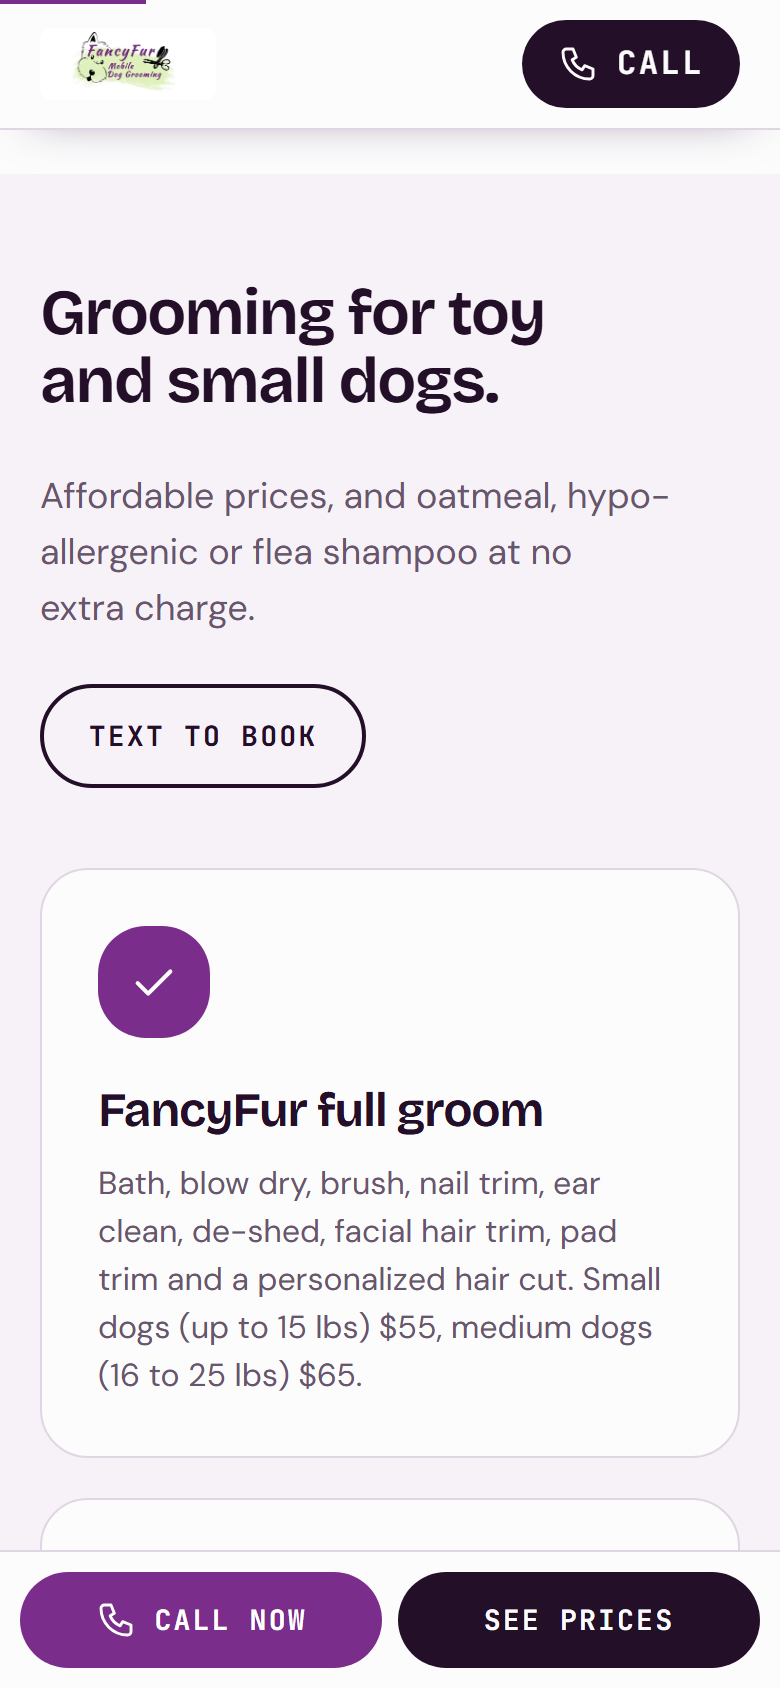 FancyFur
Mobile
Dog Grooming
CALL
Grooming for toy
and small dogs.
Affordable prices, and oatmeal, hypo-
allergenic or flea shampoo at no
extra charge.
TEXT TO BOOK
FancyFur full groom
Bath, blow dry, brush, nail trim, ear
clean, de-shed, facial hair trim, pad
trim and a personalized hair cut. Small
dogs (up to 15 lbs) $55, medium dogs
(16 to 25 lbs) $65.
CALL NOW
SEE PRICES